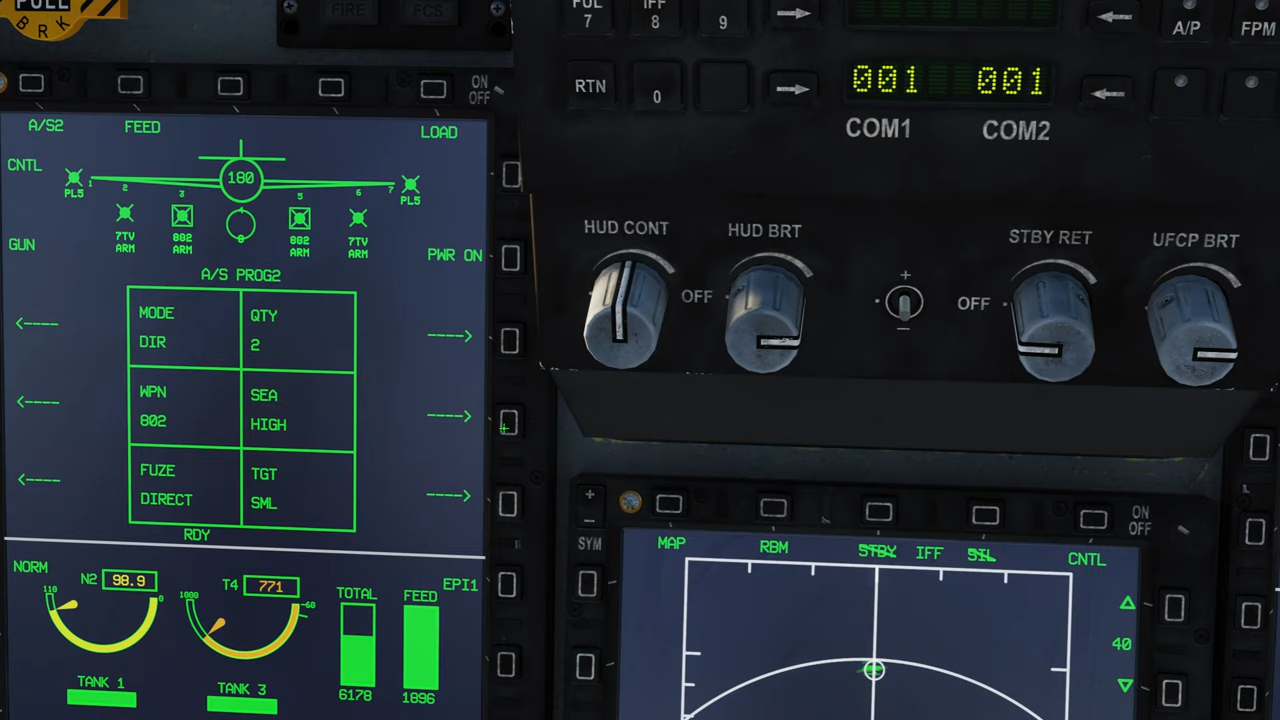 PULL
BRK
FIRE
FCS
7
IFF
8
9
A/P
FPM
RTN
0
001
001
COM1
COM2
ON
OFF
A/S2
FEED
LOAD
CNTL
180
PL5
1
2
3
4
5
6
7
PL5
7TV
ARM
802
ARM
802
ARM
7TV
ARM
GUN
PWR ON
A/S PROG2
MODE
DIR
QTY
2
WPN
802
SEA
HIGH
FUZE
DIRECT
TGT
SML
RDY
HUD CONT
HUD BRT
OFF
+
−
OFF
STBY RET
UFCP BRT
NORM
N2
98.9
110
0
T4
771
1000
-60
TOTAL
6178
FEED
1896
EPI1
TANK 1
TANK 3
+
−
SYM
ON
OFF
MAP
RBM
STBY
IFF
SIL
CNTL
40